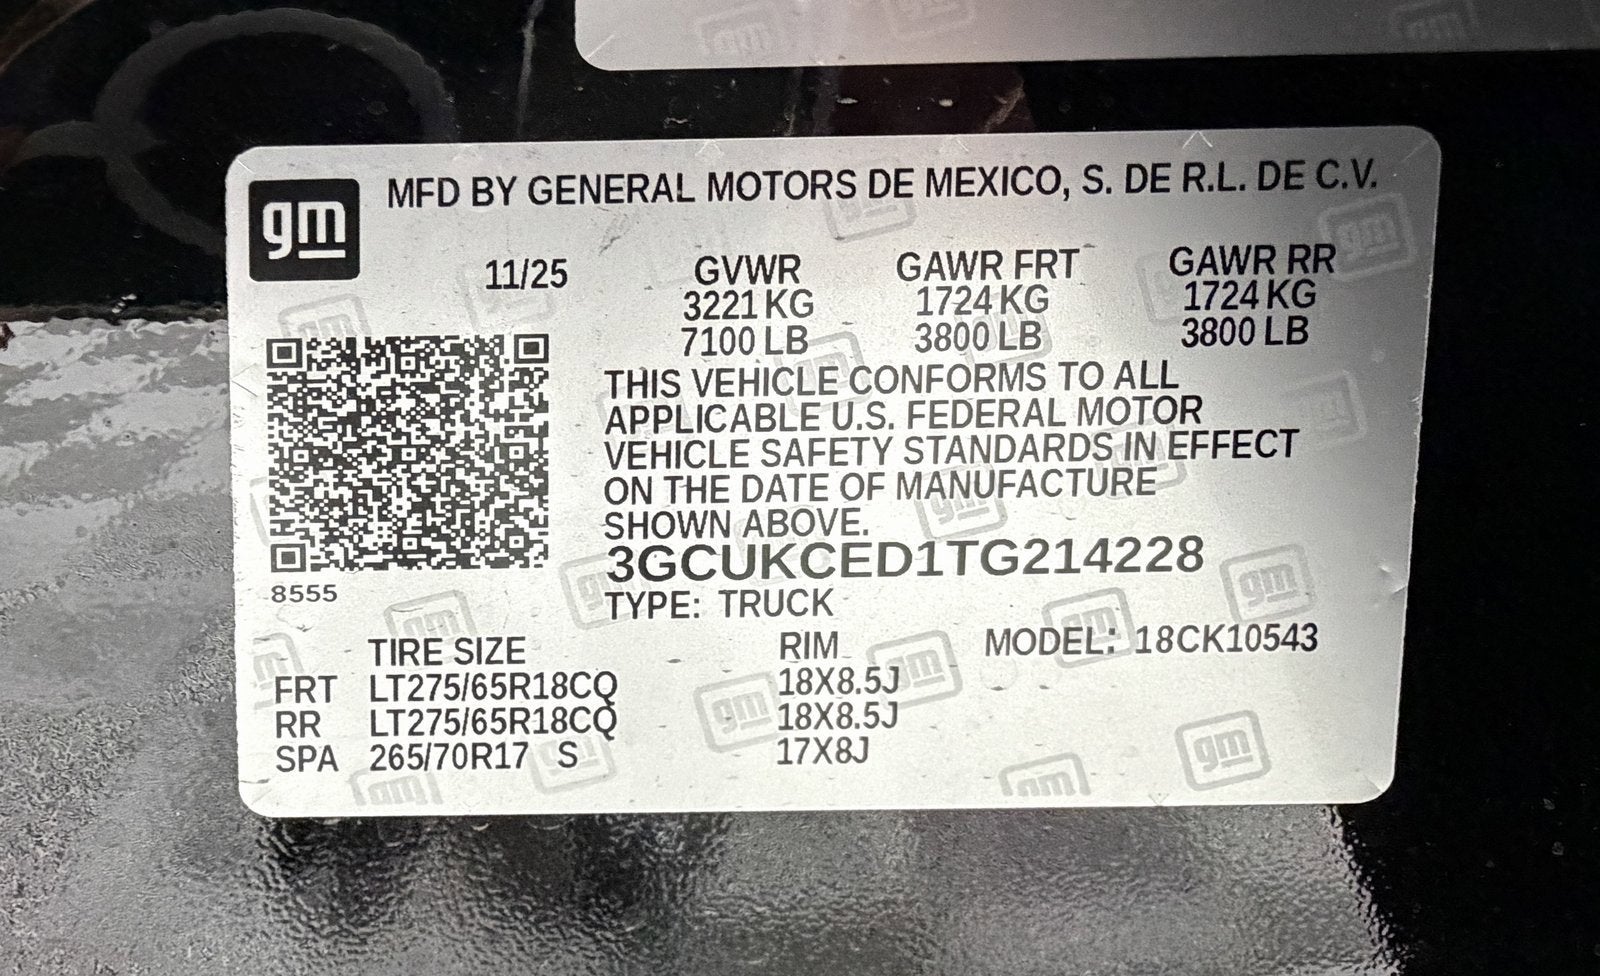 gm
MFD BY GENERAL MOTORS DE MEXICO, S. DE R.L. DE C.V.
11/25 GVWR GAWR FRT GAWR RR
3221 KG 1724 KG 1724 KG
7100 LB 3800 LB 3800 LB
THIS VEHICLE CONFORMS TO ALL
APPLICABLE U.S. FEDERAL MOTOR
VEHICLE SAFETY STANDARDS IN EFFECT
ON THE DATE OF MANUFACTURE
SHOWN ABOVE.
3GCUKCED1TG214228
8555
TYPE: TRUCK
TIRE SIZE RIM MODEL: 18CK10543
FRT LT275/65R18CQ 18X8.5J
RR LT275/65R18CQ 18X8.5J
SPA 265/70R17 S 17X8J